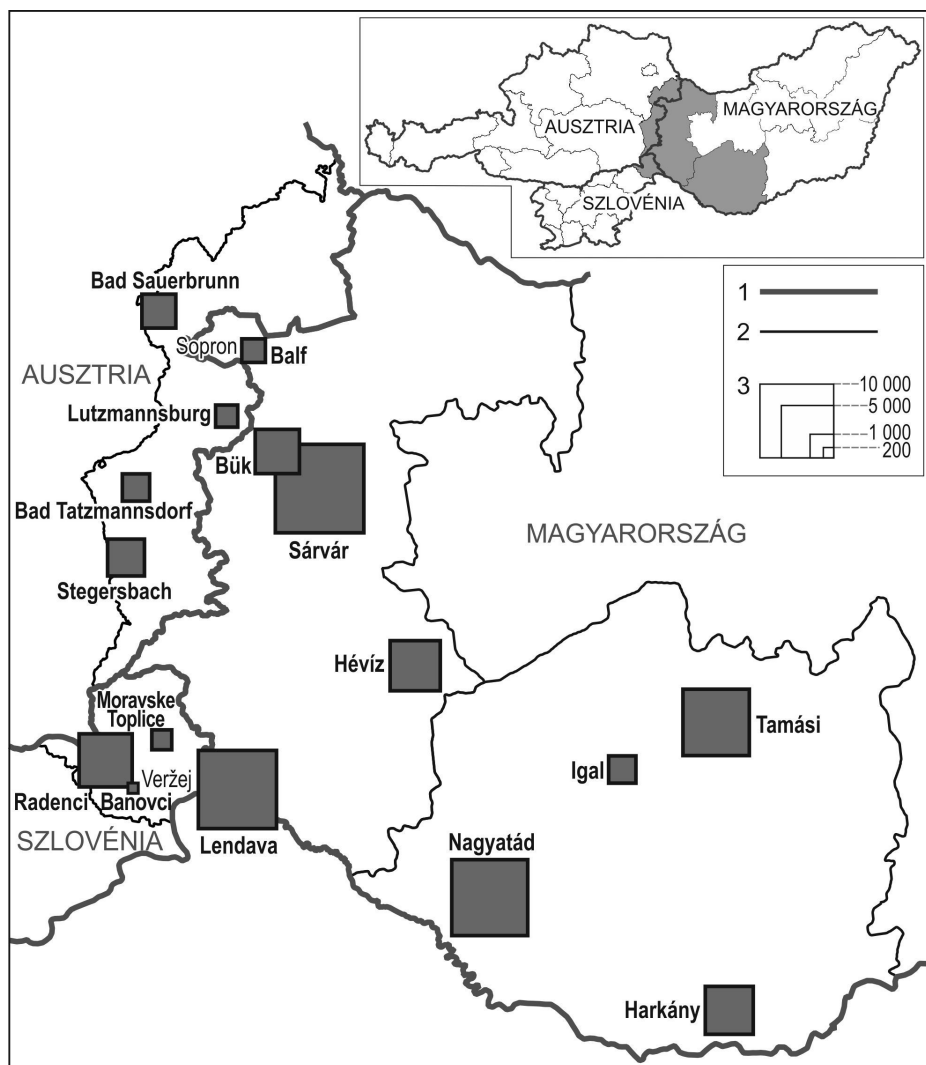 AUSZTRIA
MAGYARORSZÁG
SZLOVÉNIA
1
2
3
10 000
5 000
1 000
200
Bad Sauerbrunn
Sopron
Balf
AUSZTRIA
Lutzmannsburg
Bük
Sárvár
Bad Tatzmannsdorf
MAGYARORSZÁG
Stegersbach
Hévíz
Moravske
Toplice
Tamási
Igal
Veržej
Radenci
Banovci
SZLOVÉNIA
Lendava
Nagyatád
Harkány